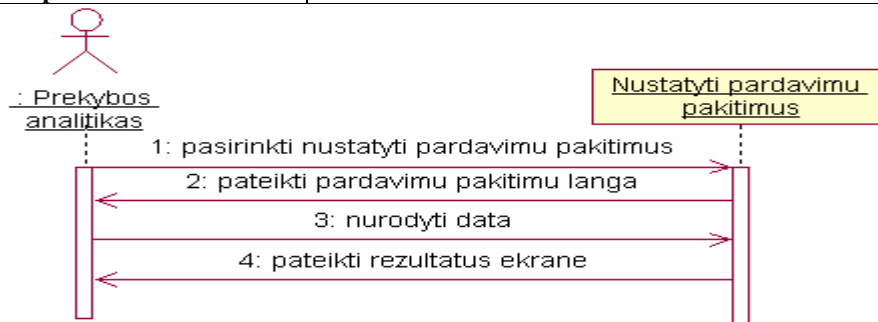 : Prekybos
analitikas
Nustatyti pardavimu
pakitimus
1: pasirinkti nustatyti pardavimu pakitimus
2: pateikti pardavimu pakitimu langa
3: nurodyti data
4: pateikti rezultatus ekrane